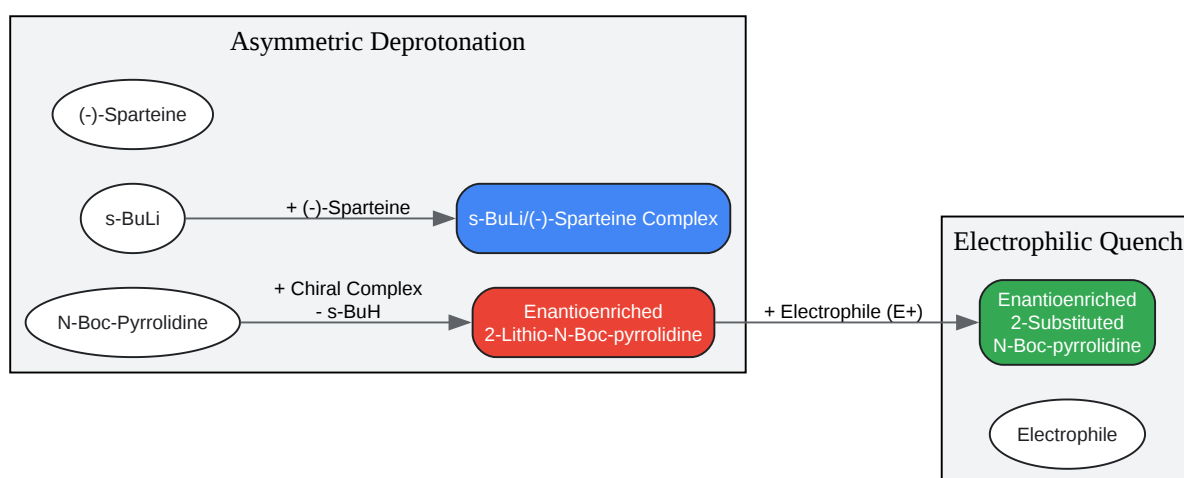 Asymmetric Deprotonation
(-)-Sparteine
s-BuLi
+ (-)-Sparteine
s-BuLi/(-)-Sparteine Complex
N-Boc-Pyrrolidine
+ Chiral Complex
- s-BuH
Enantioenriched
2-Lithio-N-Boc-pyrrolidine
+ Electrophile (E+)
Electrophilic Quench
Enantioenriched
2-Substituted
N-Boc-pyrrolidine
Electrophile